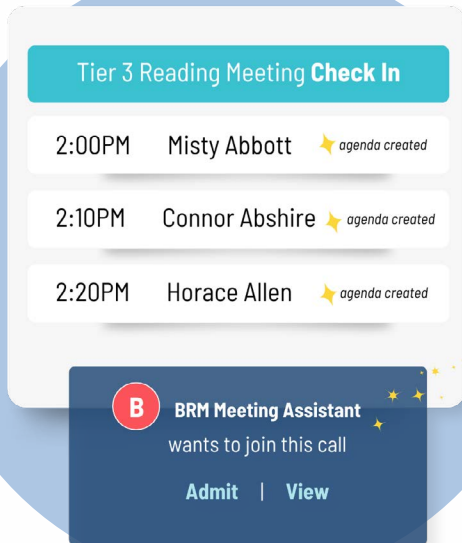 Tier 3 Reading Meeting Check In
2:00PM Misty Abbott agenda created
2:10PM Connor Abshire agenda created
2:20PM Horace Allen agenda created
B BRM Meeting Assistant
wants to join this call
Admit | View